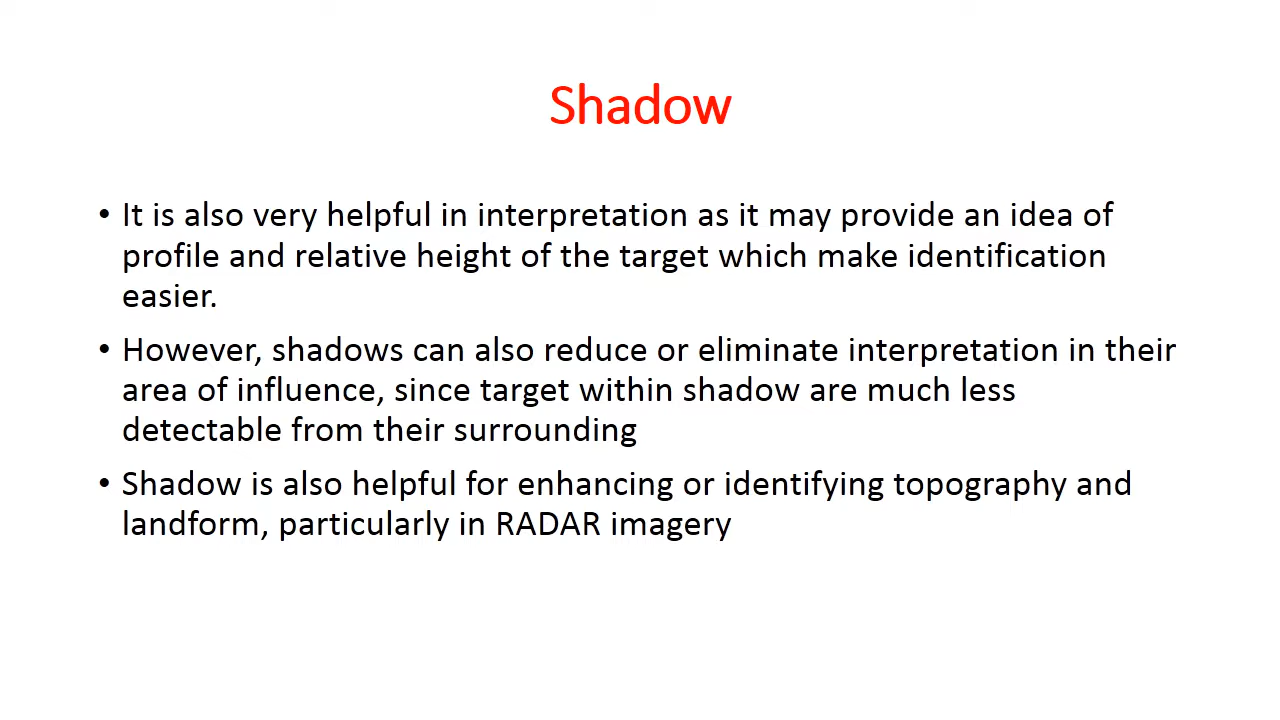 Shadow
• It is also very helpful in interpretation as it may provide an idea of
profile and relative height of the target which make identification
easier.
• However, shadows can also reduce or eliminate interpretation in their
area of influence, since target within shadow are much less
detectable from their surrounding
• Shadow is also helpful for enhancing or identifying topography and
landform, particularly in RADAR imagery